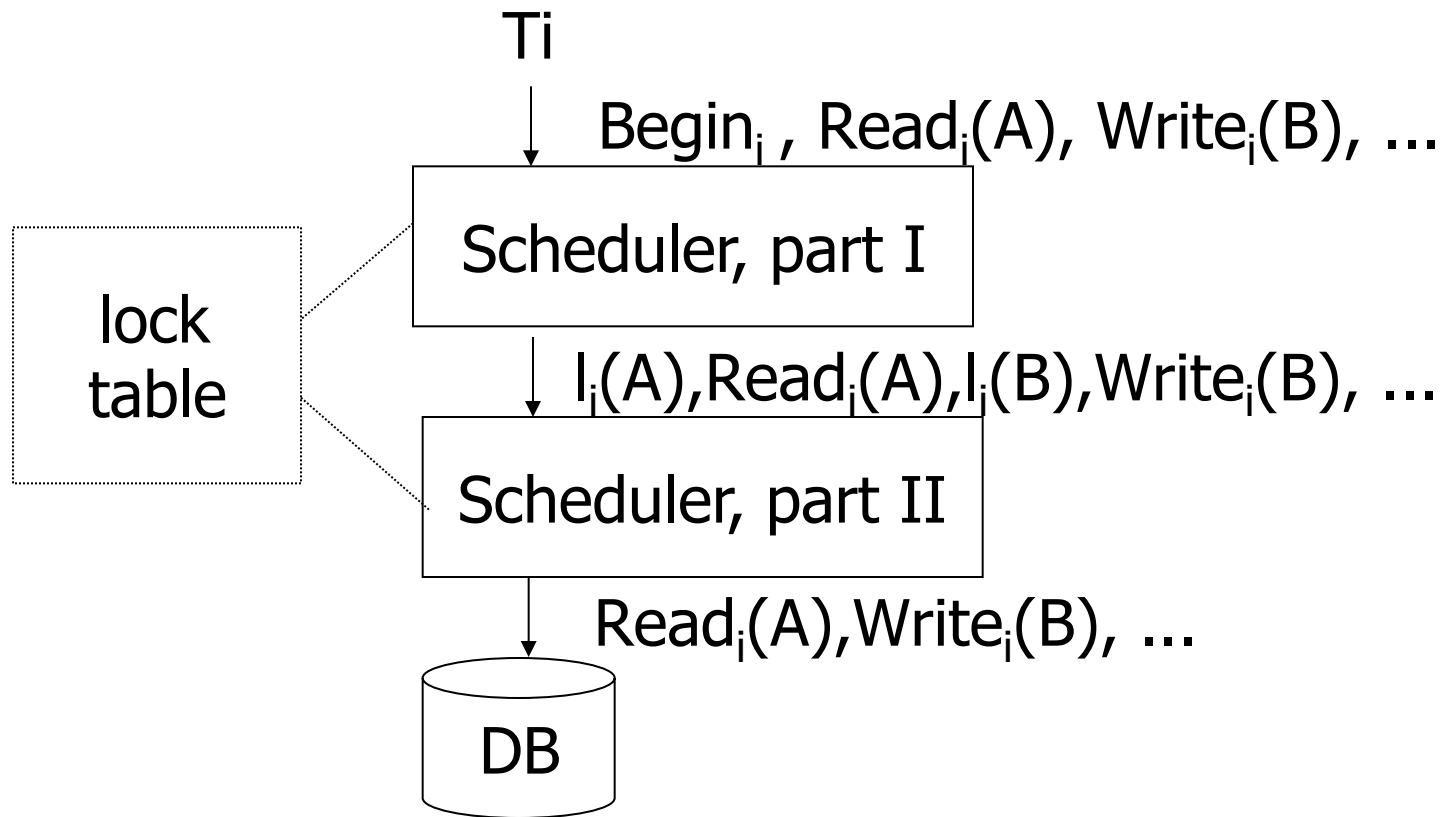 Ti
Begin_i , Read_i(A), Write_i(B), ...
Scheduler, part I
lock
table
l_i(A),Read_i(A),l_i(B),Write_i(B), ...
Scheduler, part II
Read_i(A),Write_i(B), ...
DB